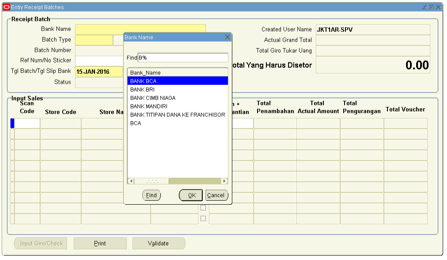 Entry Receipt Batches
Receipt Batch
Bank Name
Batch Type
Batch Number
Ref Num/No Sticker
Tgl Batch/Tgl Slip Bank 15-JAN-2016
Status
Created User Name JKT1AR-SPV
Actual Grand Total
Total Giro Tukar Uang
otal Yang Harus Disetor 0.00
Bank Name
Find B%
Bank_Name
BANK BCA
BANK BRI
BANK CIMB NIAGA
BANK MANDIRI
BANK TITIPAN DANA KE FRANCHISOR
BCA
Find OK Cancel
Input Sales
Scan Code Store Code Store Na
n + antian Total Penambahan Total Actual Amount Total Pengurangan Total Voucher
Input Giro/Check Print Validate